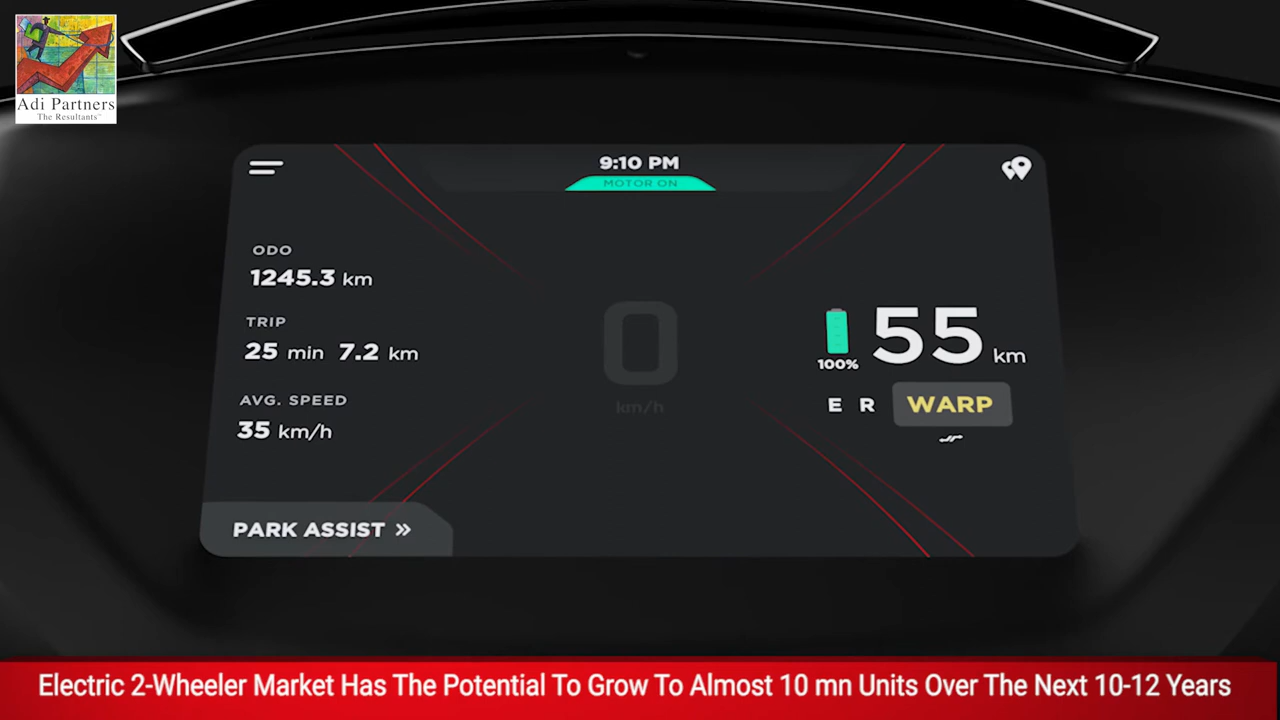 Adi Partners
The Resultants™
9:10 PM
MOTOR ON
ODO
1245.3 km
TRIP
25 min 7.2 km
AVG. SPEED
35 km/h
0
km/h
100%
55 km
E R WARP
PARK ASSIST »
Electric 2-Wheeler Market Has The Potential To Grow To Almost 10 mn Units Over The Next 10-12 Years